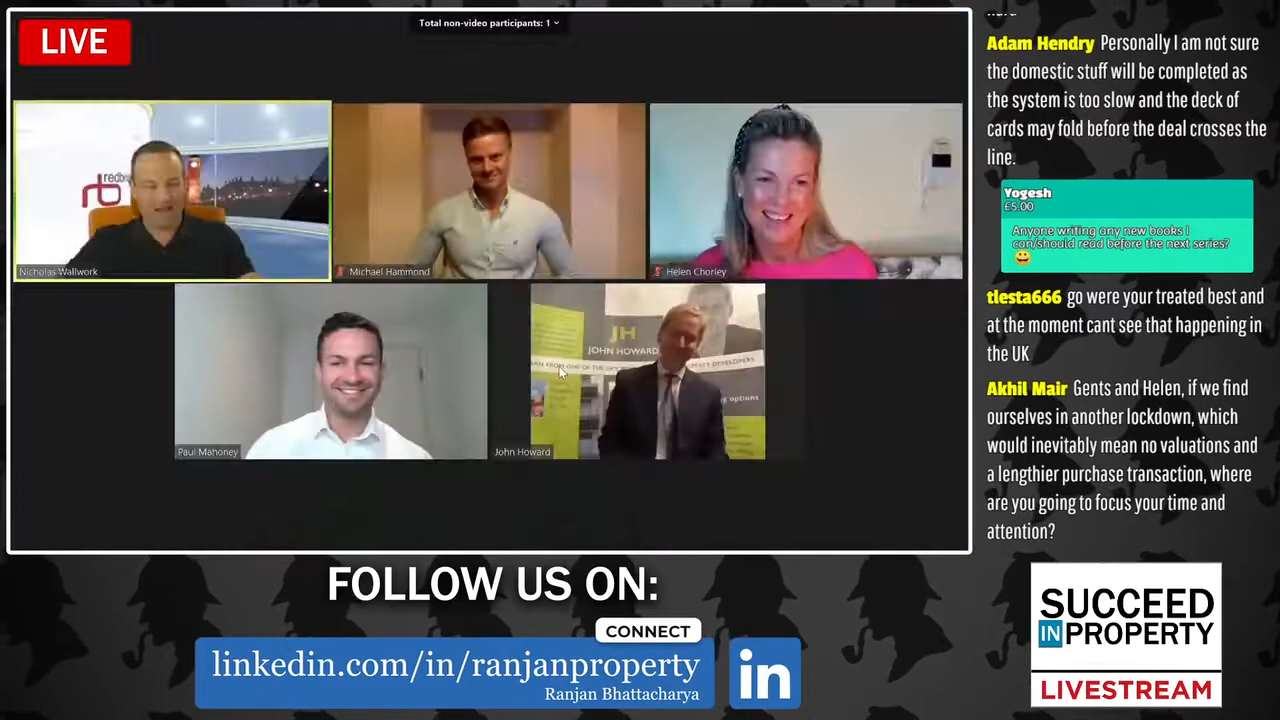 Total non-video participants: 1
LIVE
redbr
rb
Nicholas Wallwork
Michael Hammond
Helen Chorley
JH
JOHN HOWARD
Paul Mahoney
John Howard
Adam Hendry Personally I am not sure
the domestic stuff will be completed as
the system is too slow and the deck of
cards may fold before the deal crosses the
line.
Yogesh
£5.00
Anyone writing any new books I
can/should read before the next series?
tlesta666 go were your treated best and
at the moment cant see that happening in
the UK
Akhil Mair Gents and Helen, if we find
ourselves in another lockdown, which
would inevitably mean no valuations and
a lengthier purchase transaction, where
are you going to focus your time and
attention?
FOLLOW US ON:
CONNECT
linkedin.com/in/ranjanproperty
Ranjan Bhattacharya
in
SUCCEED
IN PROPERTY
LIVESTREAM